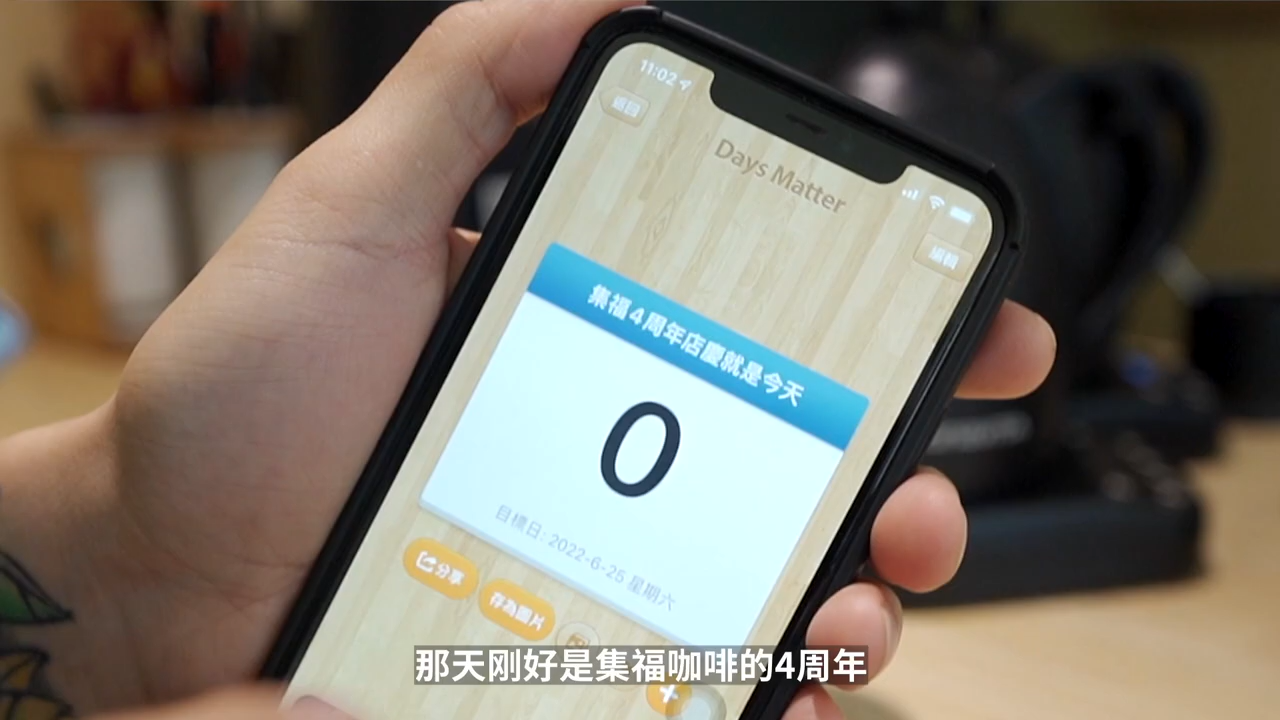 11:02
返回
Days Matter
編輯
集福4周年店慶就是今天
0
目標日: 2022-6-25 星期六
分享
存為圖片
那天刚好是集福咖啡的4周年